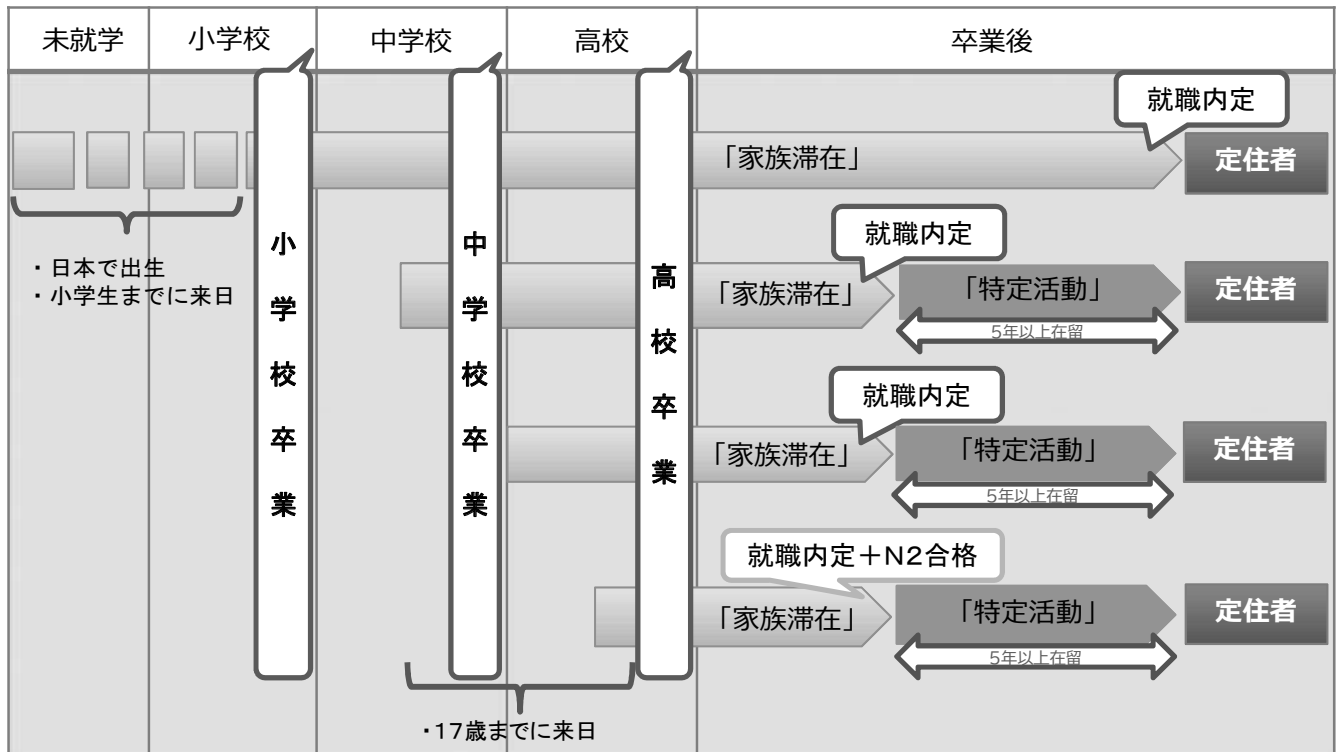 未就学 小学校 中学校 高校 卒業後
就職内定
「家族滞在」 定住者
・日本で出生
・小学生までに来日
小学校卒業
中学校卒業
高校卒業
就職内定
「家族滞在」 「特定活動」 定住者
5年以上在留
就職内定
「家族滞在」 「特定活動」 定住者
5年以上在留
就職内定＋N2合格
「家族滞在」 「特定活動」 定住者
5年以上在留
・17歳までに来日